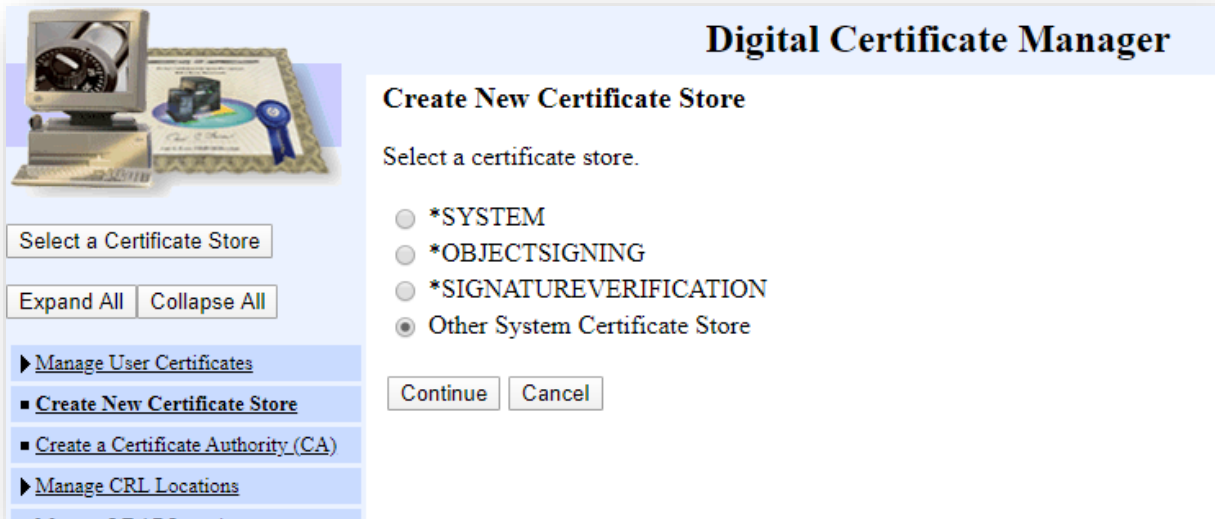 Digital Certificate Manager
Create New Certificate Store
Select a certificate store.
*SYSTEM
*OBJECTSIGNING
*SIGNATUREVERIFICATION
Other System Certificate Store
Continue
Cancel
Select a Certificate Store
Expand All
Collapse All
Manage User Certificates
Create New Certificate Store
Create a Certificate Authority (CA)
Manage CRL Locations